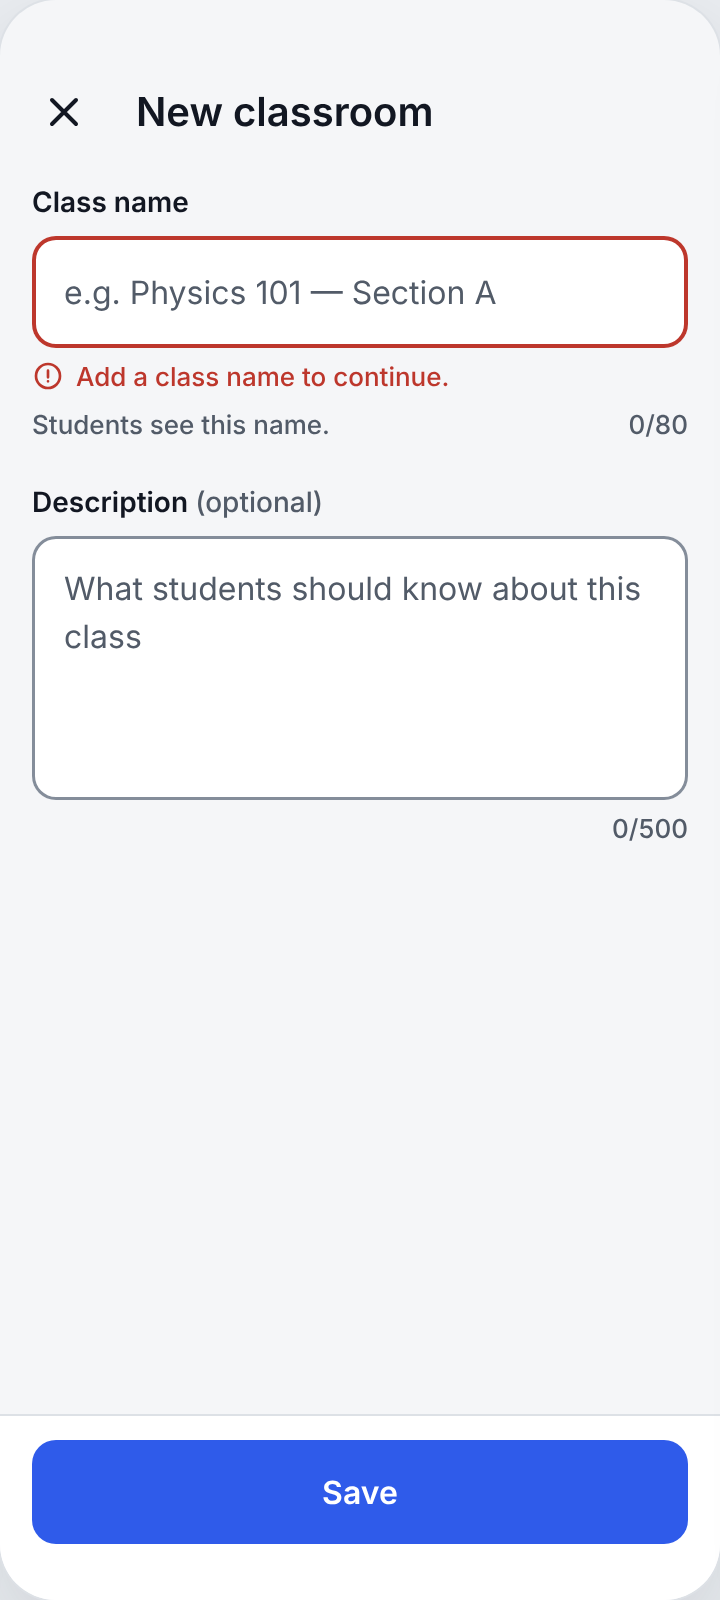 New classroom
Class name
e.g. Physics 101 — Section A
Add a class name to continue.
Students see this name. 0/80
Description (optional)
What students should know about this
class
0/500
Save